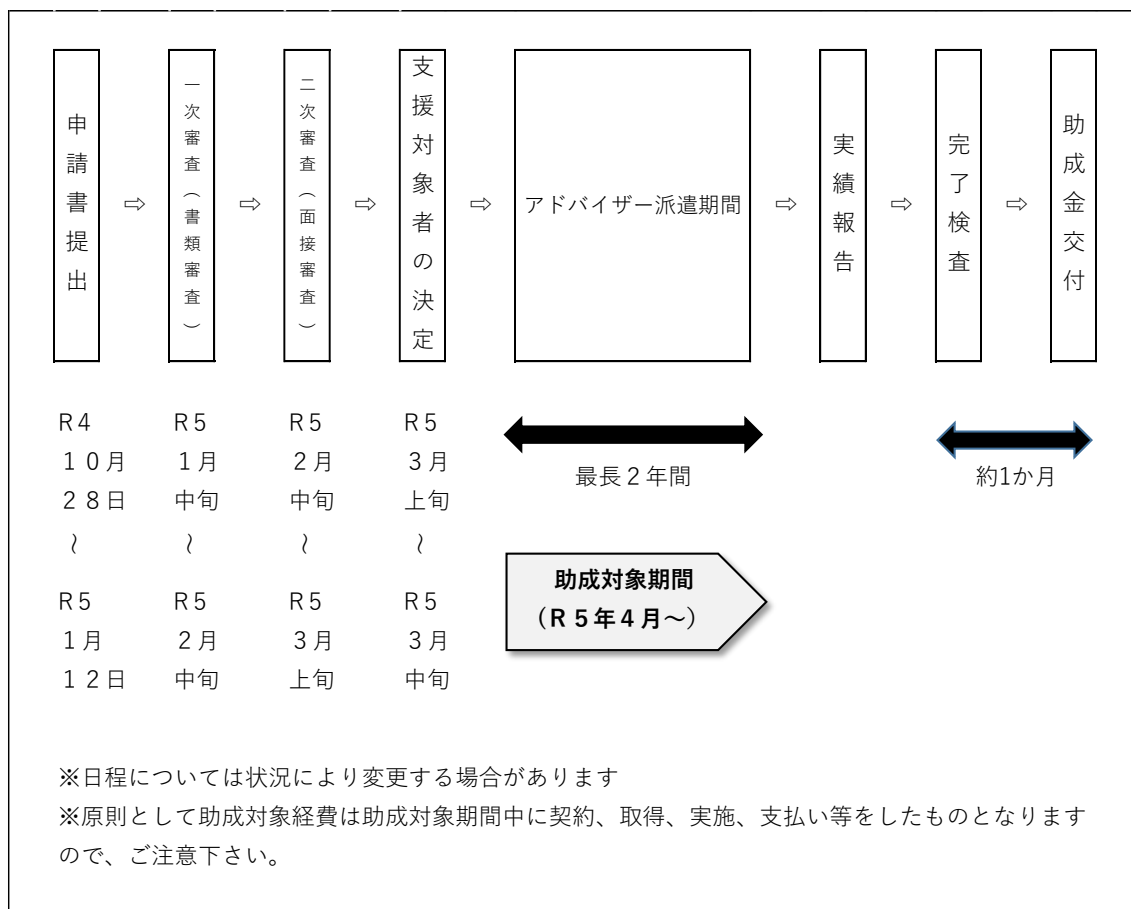 申請書提出
⇨
一次審査（書類審査）
⇨
二次審査（面接審査）
⇨
支援対象者の決定
⇨
アドバイザー派遣期間
⇨
実績報告
⇨
完了検査
⇨
助成金交付
Ｒ４
１０月
２８日
～
Ｒ５
１月
１２日
Ｒ５
１月
中旬
～
Ｒ５
２月
中旬
Ｒ５
２月
中旬
～
Ｒ５
３月
上旬
Ｒ５
３月
上旬
～
Ｒ５
３月
中旬
最長２年間
約1か月
助成対象期間
（Ｒ５年４月～）
※日程については状況により変更する場合があります
※原則として助成対象経費は助成対象期間中に契約、取得、実施、支払い等をしたものとなります
ので、ご注意下さい。